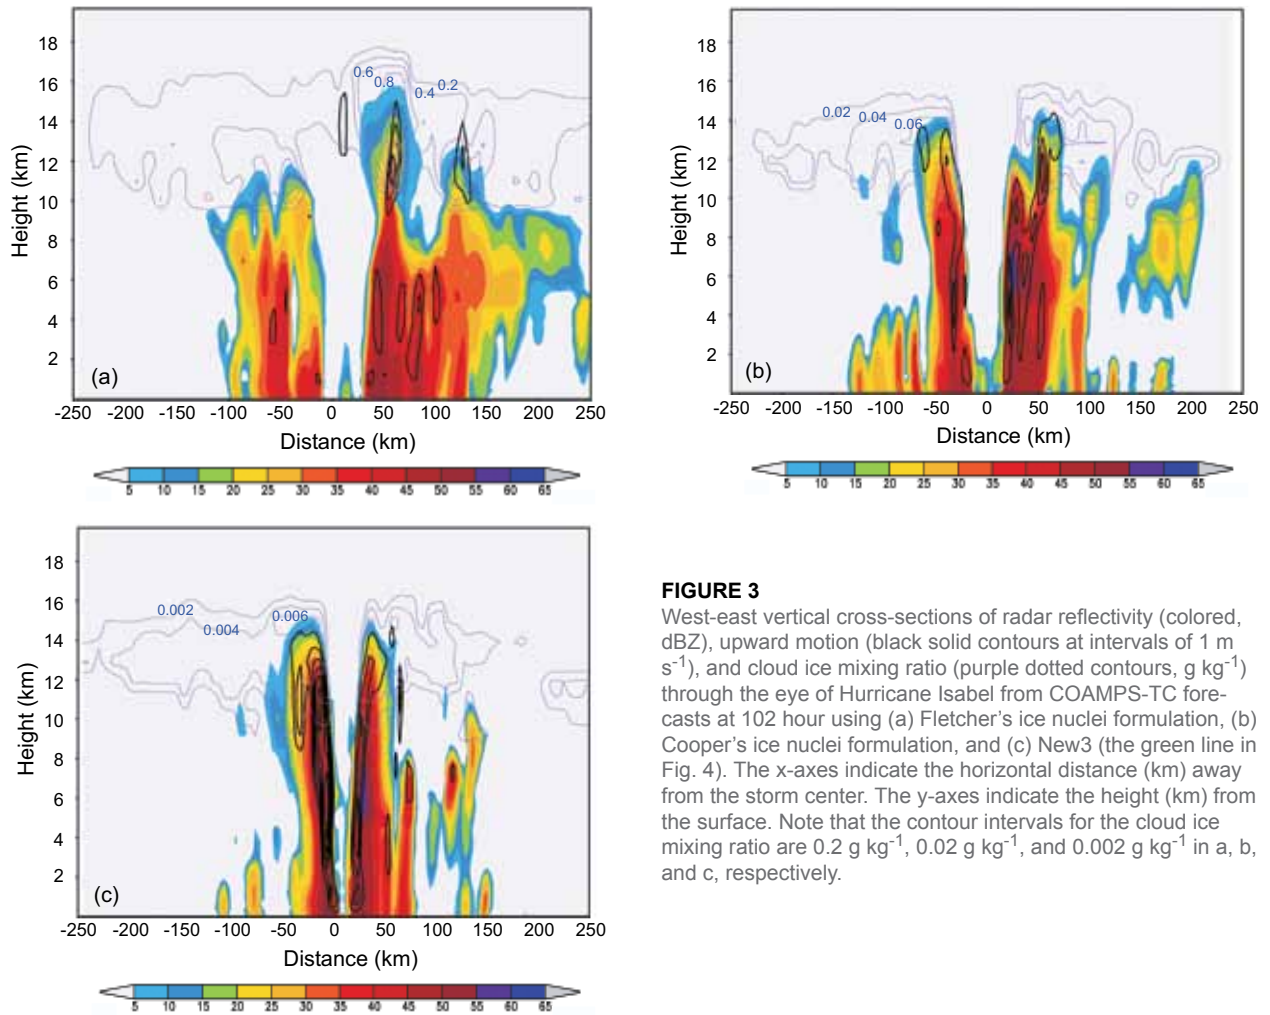 18
16
14
12
10
8
6
4
2
Height (km)
0.6
0.8
0.4
0.2
(a)
-250 -200 -150 -100 -50 0 50 100 150 200 250
Distance (km)
5 10 15 20 25 30 35 40 45 50 55 60 65
18
16
14
12
10
8
6
4
2
Height (km)
0.02
0.04
0.06
(b)
-250 -200 -150 -100 -50 0 50 100 150 200 250
Distance (km)
5 10 15 20 25 30 35 40 45 50 55 60 65
18
16
14
12
10
8
6
4
2
Height (km)
0.002
0.004
0.006
(c)
-250 -200 -150 -100 -50 0 50 100 150 200 250
Distance (km)
5 10 15 20 25 30 35 40 45 50 55 60 65
FIGURE 3
West-east vertical cross-sections of radar reflectivity (colored,
dBZ), upward motion (black solid contours at intervals of 1 m
s-1), and cloud ice mixing ratio (purple dotted contours, g kg-1)
through the eye of Hurricane Isabel from COAMPS-TC fore-
casts at 102 hour using (a) Fletcher's ice nuclei formulation, (b)
Cooper's ice nuclei formulation, and (c) New3 (the green line in
Fig. 4). The x-axes indicate the horizontal distance (km) away
from the storm center. The y-axes indicate the height (km) from
the surface. Note that the contour intervals for the cloud ice
mixing ratio are 0.2 g kg-1, 0.02 g kg-1, and 0.002 g kg-1 in a, b,
and c, respectively.